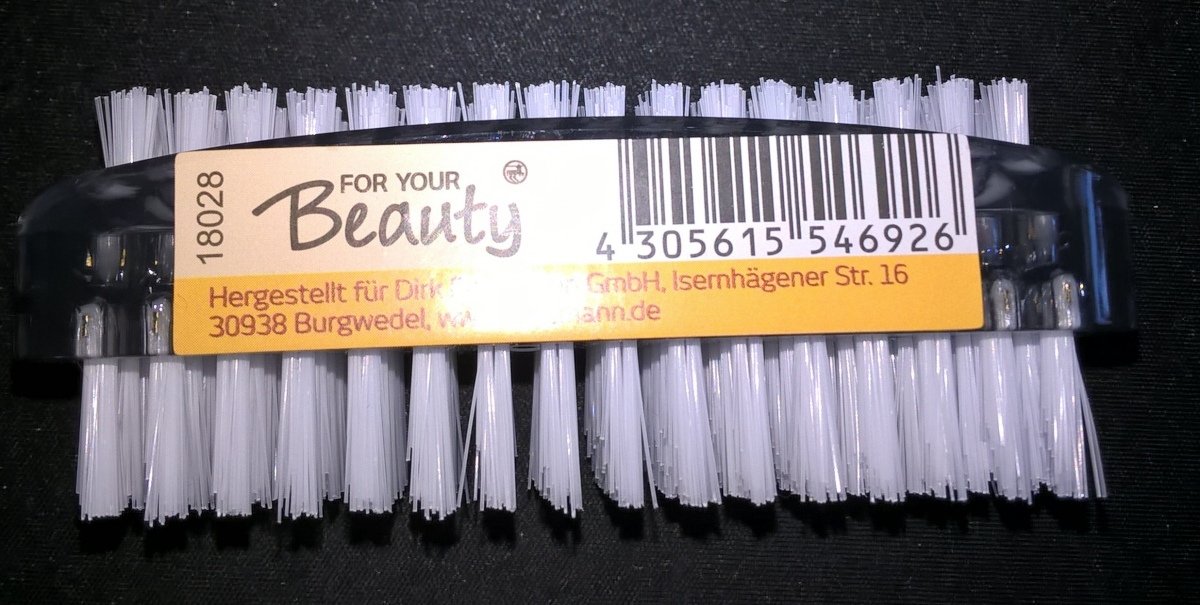 18028
FOR YOUR
Beauty®
4 305615 546926
Hergestellt für Dirk GmbH, Isernhägener Str. 16
30938 Burgwedel,